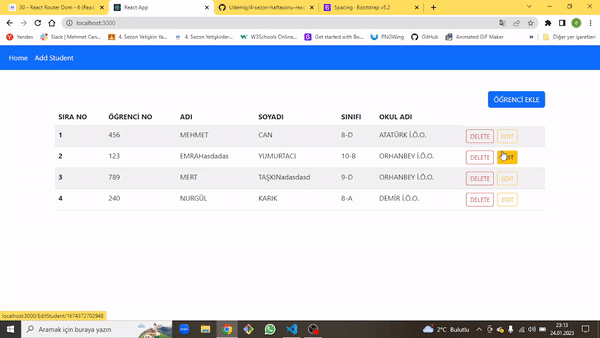 30 - React Router Dom - 6 (Reac
React App
Udemig/4-sezon-haftasonu-rea
Spacing · Bootstrap v5.2
localhost:3000
Yandex
Slack | Mehmet Can...
4. Sezon Yetişkin Ya...
4. Sezon Yetişkinler...
W3Schools Online...
Get started with Bo...
PNGWing
GitHub
Animated GIF Maker
Diğer yer işaretleri
Home Add Student
ÖĞRENCİ EKLE
SIRA NO ÖĞRENCİ NO ADI SOYADI SINIFI OKUL ADI
1 456 MEHMET CAN 8-D ATATÜRK İ.Ö.O. DELETE EDIT
2 123 EMRAHasdadas YUMURTACI 10-B ORHANBEY İ.Ö.O. DELETE
3 789 MERT TAŞKINadasdasd 9-D ORHANBEY İ.Ö.O. DELETE EDIT
4 240 NURGÜL KARIK 8-A DEMİR İ.Ö.O. DELETE EDIT
localhost:3000/EditStudent/1674372702948
Aramak için buraya yazın
2°C Bulutlu
23:13
24.01.2023